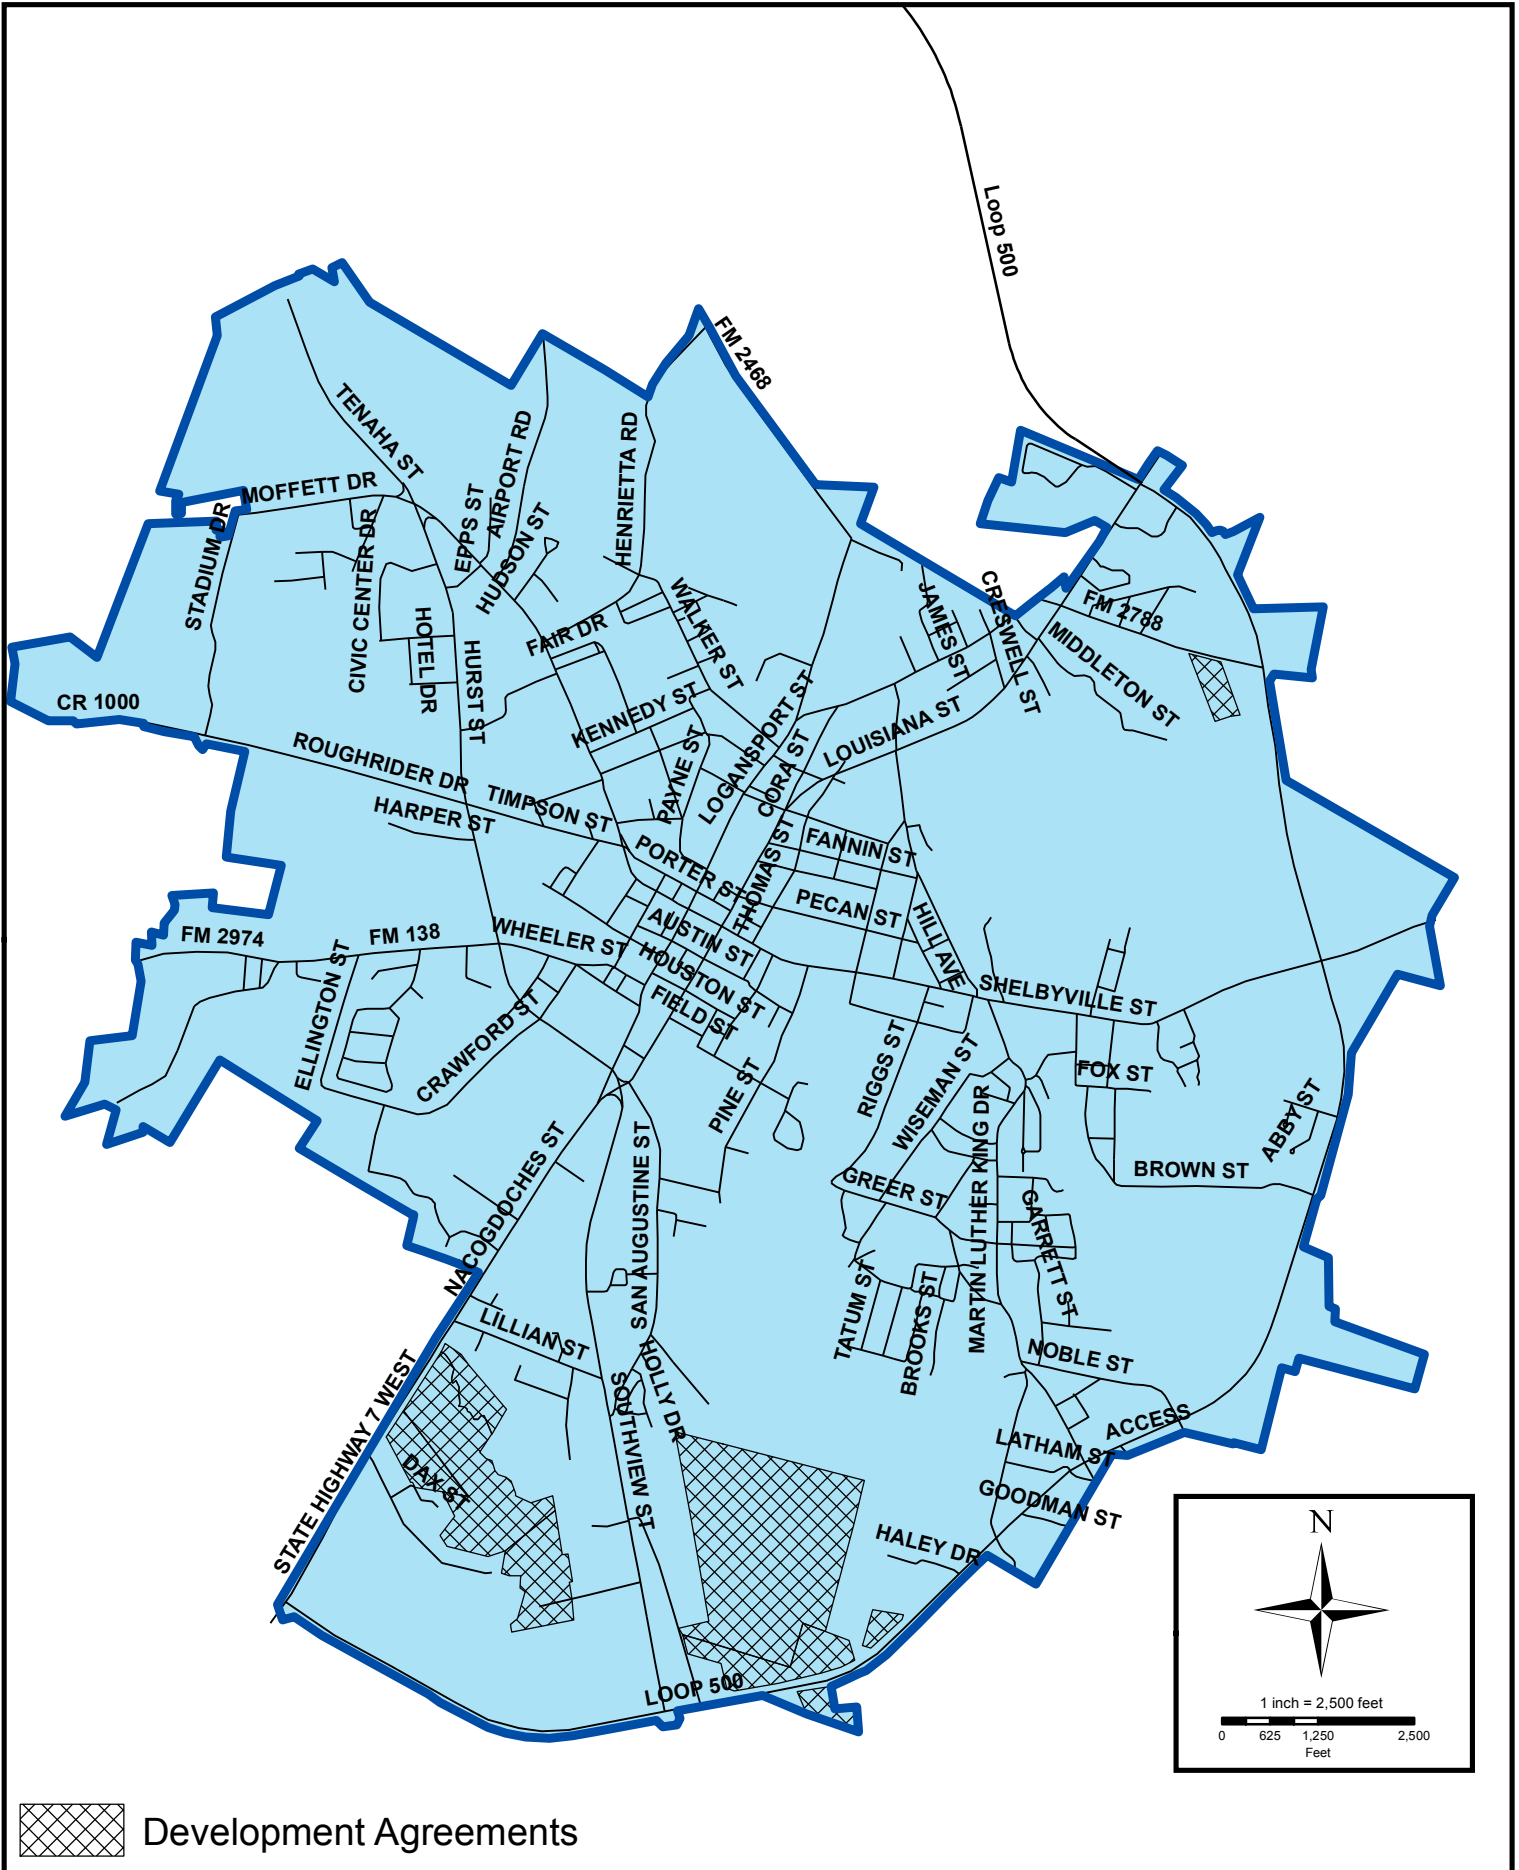 Loop 500
FM 2468
TENAHA ST
MOFFETT DR
AIRPORT RD
EPPS ST
HENRIETTA RD
STADIUM DR
CIVIC CENTER DR
HUDSON ST
HOTEL DR
HURST ST
FAIR DR
WALKER ST
JAMES ST
CRESWELL ST
FM 2788
MIDDLETON ST
CR 1000
KENNEDY ST
PAYNE ST
LOGANSPORT ST
CORA ST
LOUISIANA ST
ROUGHRIDER DR
TIMPSON ST
HARPER ST
PORTER ST
THOMAS ST
FANNIN ST
PECAN ST
HILL AVE
FM 2974
FM 138
WHEELER ST
AUSTIN ST
HOUSTON ST
FIELD ST
SHELBYVILLE ST
ELLINGTON ST
CRAWFORD ST
PINE ST
RIGGS ST
WISEMAN ST
FOX ST
ABBY ST
NACOGDOCHES ST
SAN AUGUSTINE ST
GREER ST
MARTIN LUTHER KING DR
BROWN ST
GARRETT ST
TATUM ST
BROOKS ST
LILLIAN ST
HOLLY DR
SOUTHVIEW ST
NOBLE ST
STATE HIGHWAY 7 WEST
DAX ST
LATHAM ST
ACCESS
GOODMAN ST
HALEY DR
LOOP 500
N
1 inch = 2,500 feet
0 625 1,250 2,500
Feet
Development Agreements